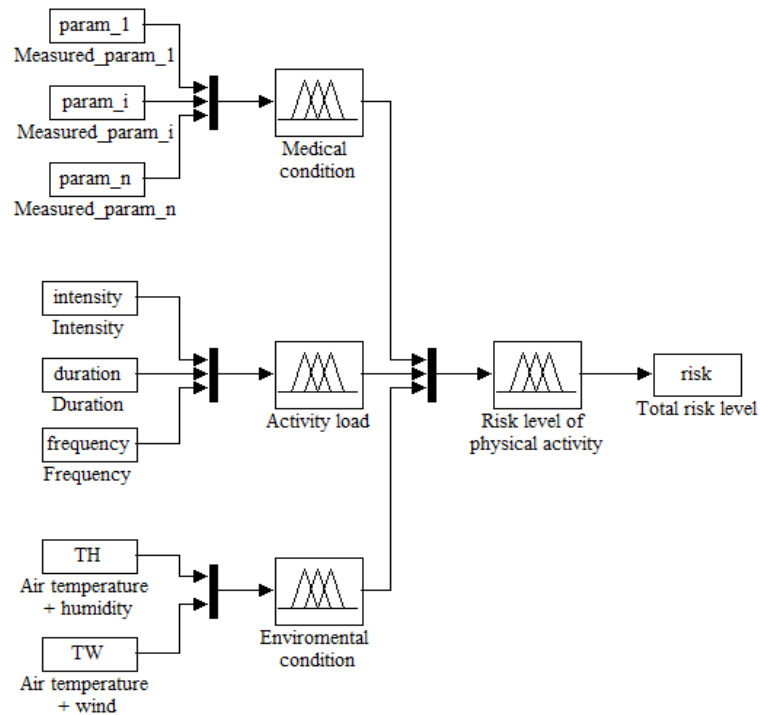 param_1
Measured_param_1
param_i
Measured_param_i
param_n
Measured_param_n
Medical
condition
intensity
Intensity
duration
Duration
frequency
Frequency
Activity load
Risk level of
physical activity
risk
Total risk level
TH
Air temperature
+ humidity
TW
Air temperature
+ wind
Enviromental
condition